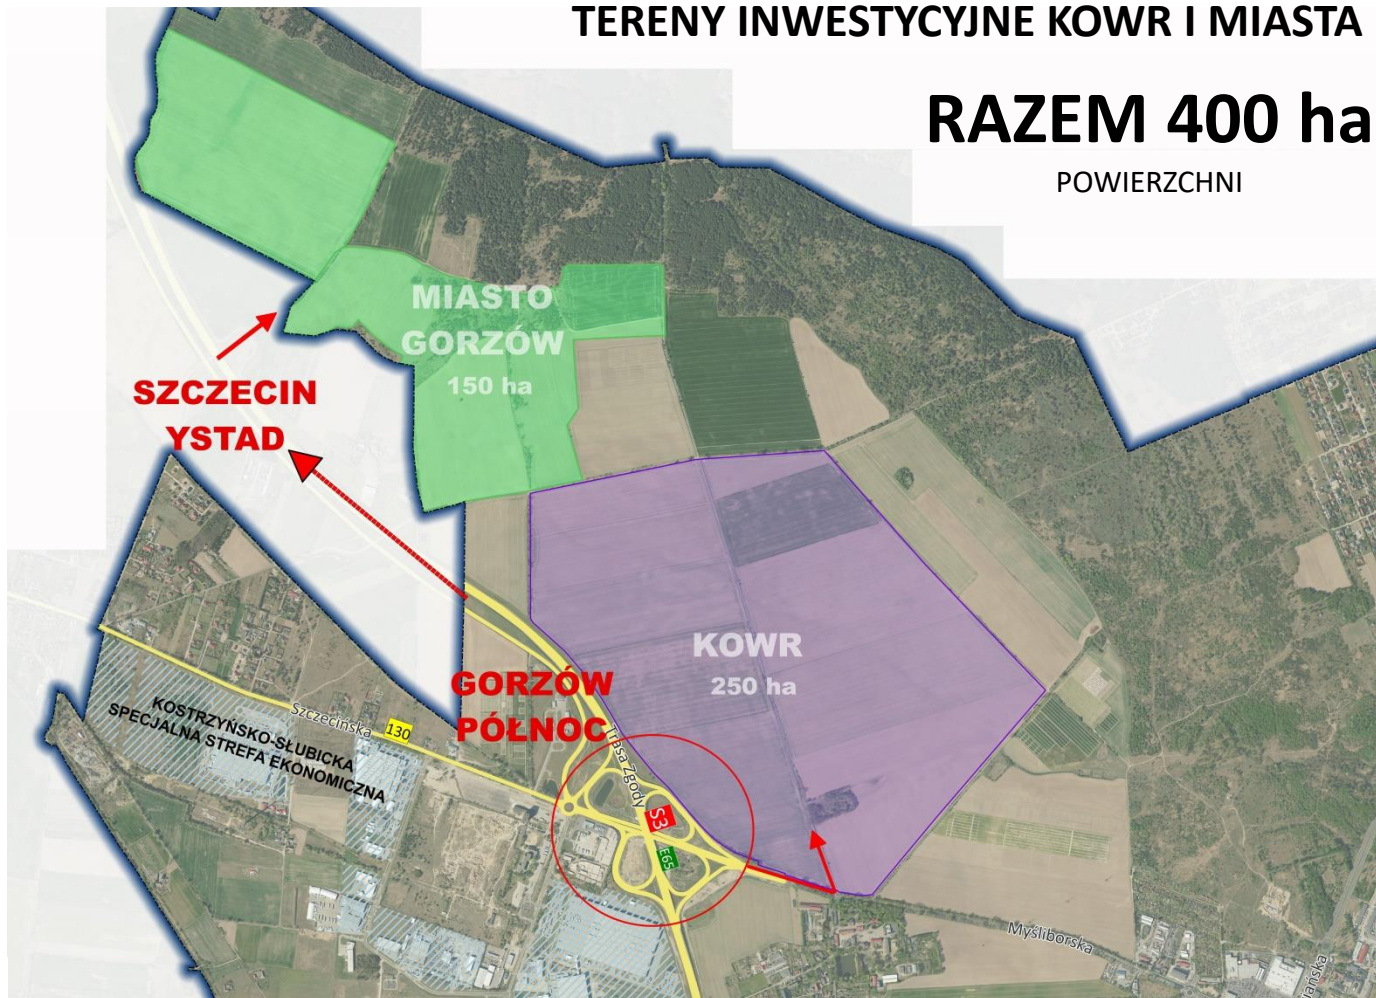 TERENY INWESTYCYJNE KOWR I MIASTA
RAZEM 400 ha
POWIERZCHNI
MIASTO
GORZÓW
150 ha
SZCZECIN
YSTAD
KOWR
250 ha
GORZÓW
PÓŁNOC
KOSTRZYŃSKO-SŁUBICKA
SPECJALNA STREFA EKONOMICZNA
Szczecińska
130
Trasa Zgody
S3
E65
Myśliborska
ańska